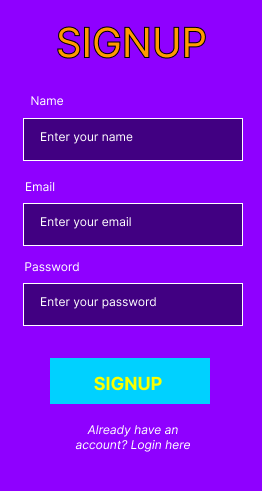 SIGNUP
Name
Enter your name
Email
Enter your email
Password
Enter your password
SIGNUP
Already have an
account? Login here